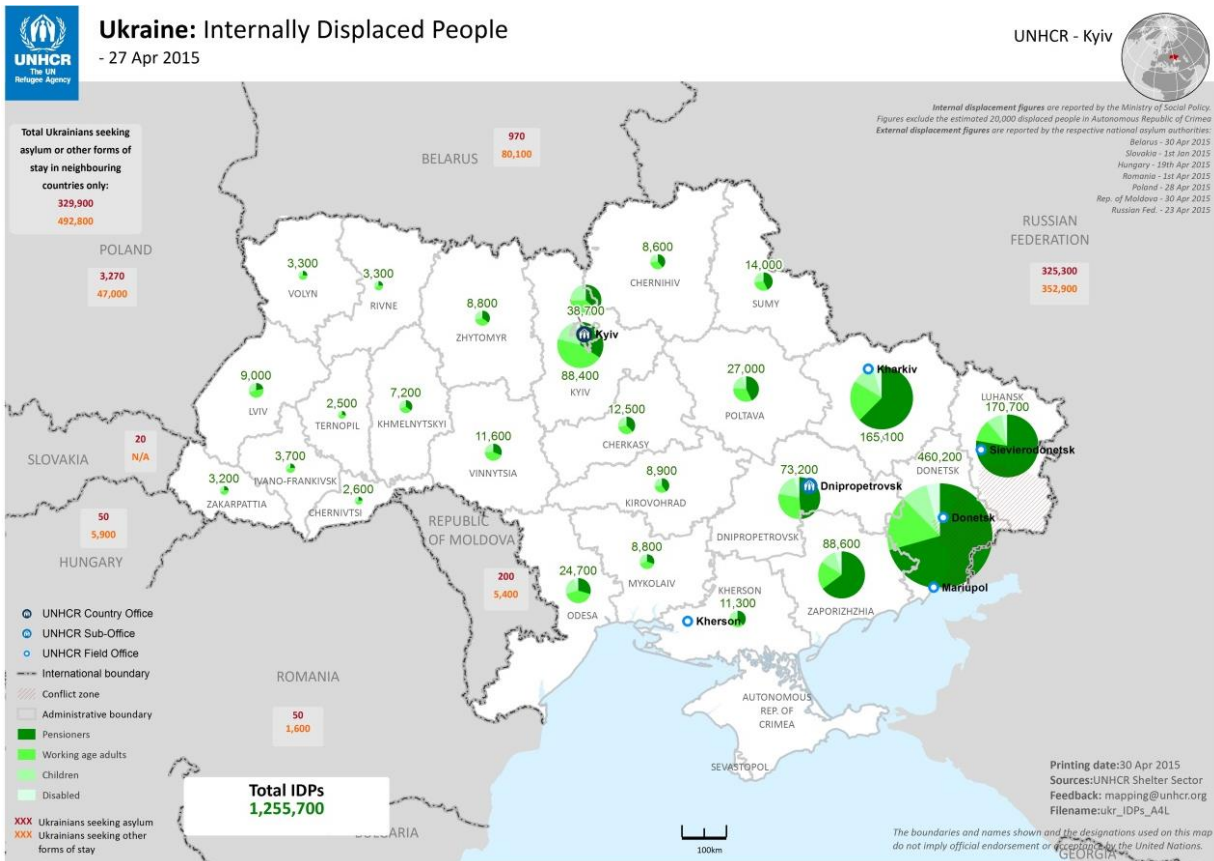 UNHCR
The UN
Refugee Agency
Ukraine: Internally Displaced People
- 27 Apr 2015
UNHCR - Kyiv
Internal displacement figures are reported by the Ministry of Social Policy.
Figures exclude the estimated 20,000 displaced people in Autonomous Republic of Crimea
External displacement figures are reported by the respective national asylum authorities:
Belarus - 30 Apr 2015
Slovakia - 1st Jan 2015
Hungary - 19th Apr 2015
Romania - 1st Apr 2015
Poland - 28 Apr 2015
Rep. of Moldova - 30 Apr 2015
Russian Fed. - 23 Apr 2015
Total Ukrainians seeking
asylum or other forms of
stay in neighbouring
countries only:
329,900
492,800
BELARUS
970
80,100
POLAND
3,270
47,000
RUSSIAN
FEDERATION
325,300
352,900
3,300
VOLYN
3,300
RIVNE
8,800
ZHYTOMYR
38,700
Kyiv
88,400
KYIV
8,600
CHERNIHIV
14,000
SUMY
9,000
LVIV
2,500
TERNOPIL
7,200
KHMELNYTSKYI
11,600
VINNYTSIA
12,500
CHERKASY
27,000
POLTAVA
Kharkiv
165,100
LUHANSK
170,700
Sievierodonetsk
460,200
DONETSK
Donetsk
Mariupol
SLOVAKIA
20
N/A
3,200
ZAKARPATTIA
3,700
IVANO-FRANKIVSK
2,600
CHERNIVTSI
8,900
KIROVOHRAD
73,200
Dnipropetrovsk
DNIPROPETROVSK
88,600
ZAPORIZHZHIA
HUNGARY
50
5,900
REPUBLIC
OF MOLDOVA
200
5,400
24,700
ODESA
8,800
MYKOLAIV
KHERSON
11,300
Kherson
AUTONOMOUS
REP. OF
CRIMEA
SEVASTOPOL
ROMANIA
50
1,600
BULGARIA
GEORGIA
UNHCR Country Office
UNHCR Sub-Office
UNHCR Field Office
International boundary
Conflict zone
Administrative boundary
Pensioners
Working age adults
Children
Disabled
XXX Ukrainians seeking asylum
XXX Ukrainians seeking other
forms of stay
Total IDPs
1,255,700
100km
Printing date:30 Apr 2015
Sources:UNHCR Shelter Sector
Feedback: mapping@unhcr.org
Filename:ukr_IDPs_A4L
The boundaries and names shown and the designations used on this map
do not imply official endorsement or acceptance by the United Nations.